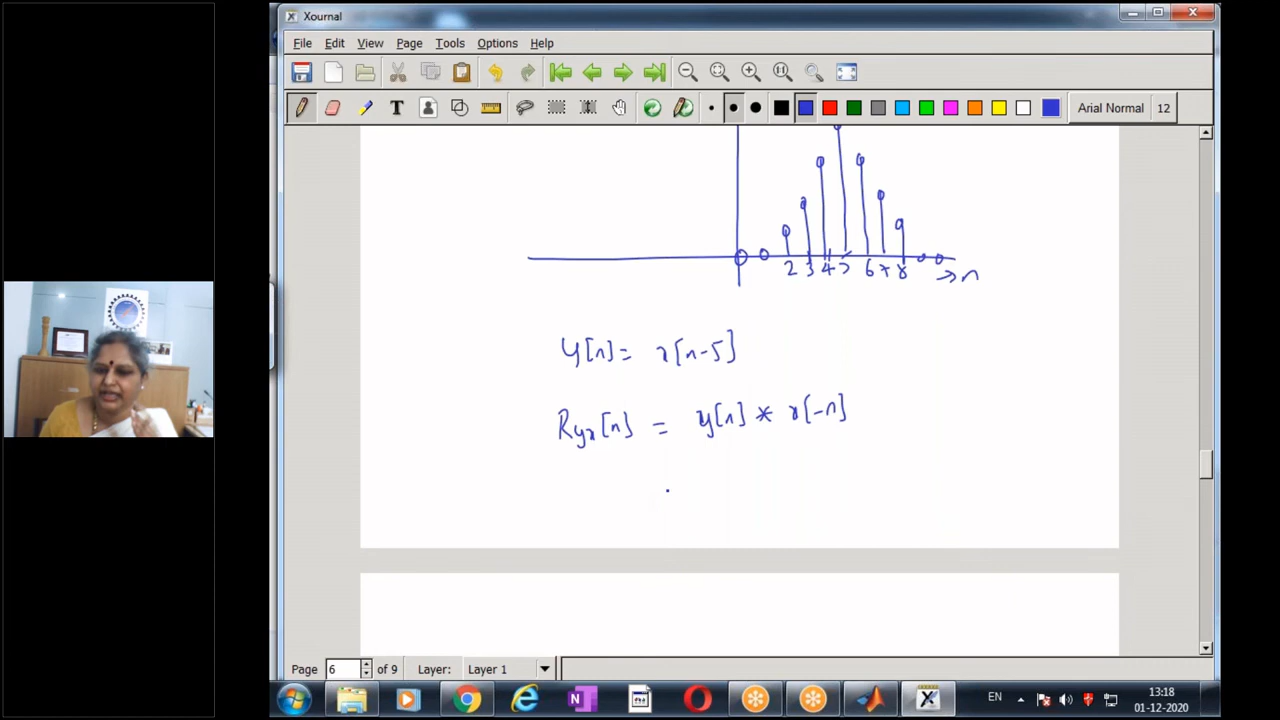 Xournal
File Edit View Page Tools Options Help
Arial Normal 12
2 3 4 5 6 7 8 → n
y[n] = x[n-5]
Ryx[n] = y[n] * x[-n]
Page 6 of 9 Layer: Layer 1
EN 13:18
01-12-2020